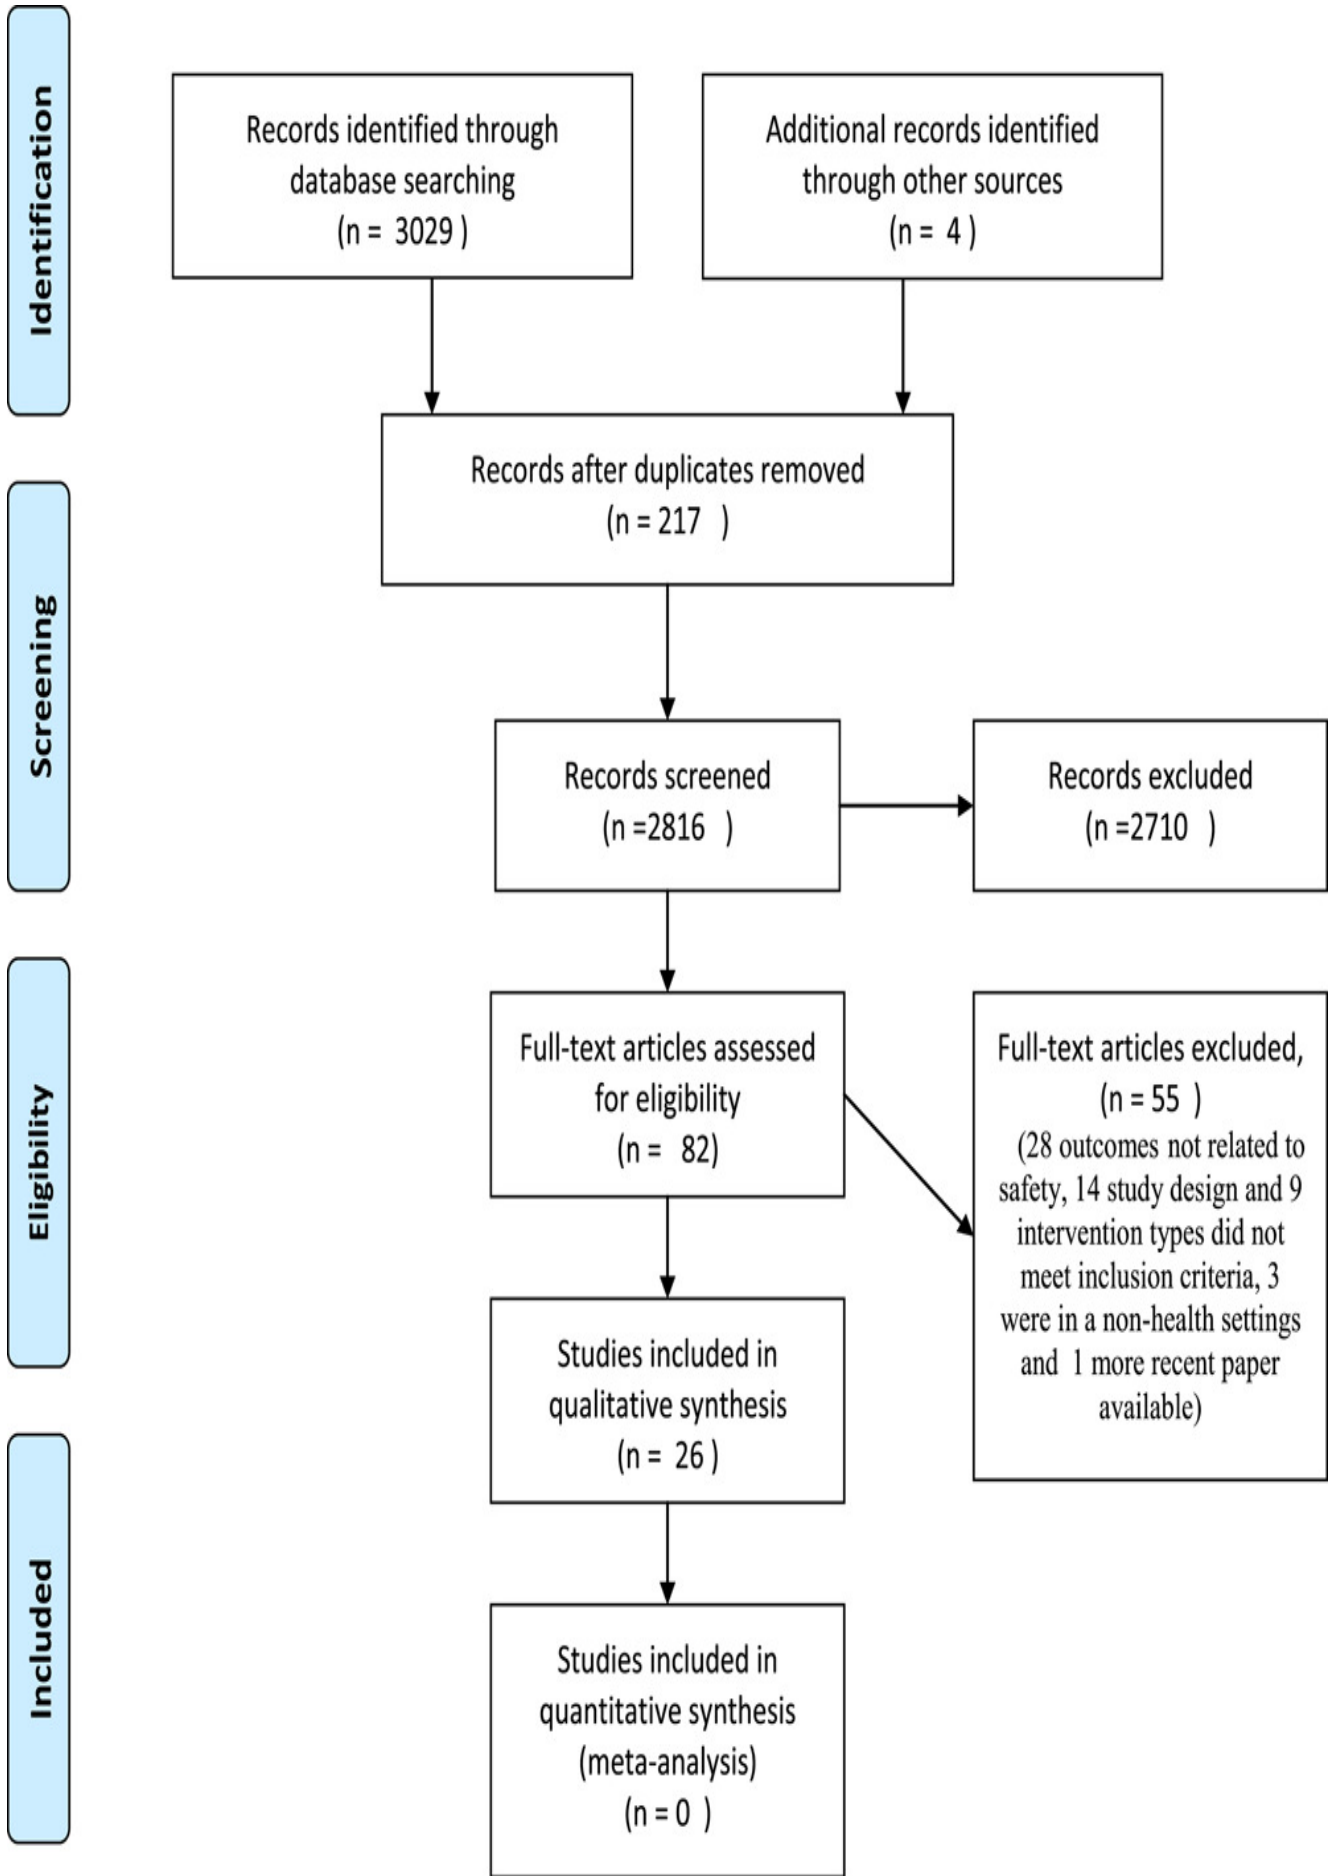 Identification
Records identified through
database searching
(n = 3029 )
Additional records identified
through other sources
(n = 4 )
Records after duplicates removed
(n = 217 )
Screening
Records screened
(n =2816 )
Records excluded
(n =2710 )
Eligibility
Full-text articles assessed
for eligibility
(n = 82)
Full-text articles excluded,
(n = 55 )
(28 outcomes not related to
safety, 14 study design and 9
intervention types did not
meet inclusion criteria, 3
were in a non-health settings
and 1 more recent paper
available)
Studies included in
qualitative synthesis
(n = 26 )
Included
Studies included in
quantitative synthesis
(meta-analysis)
(n = 0 )